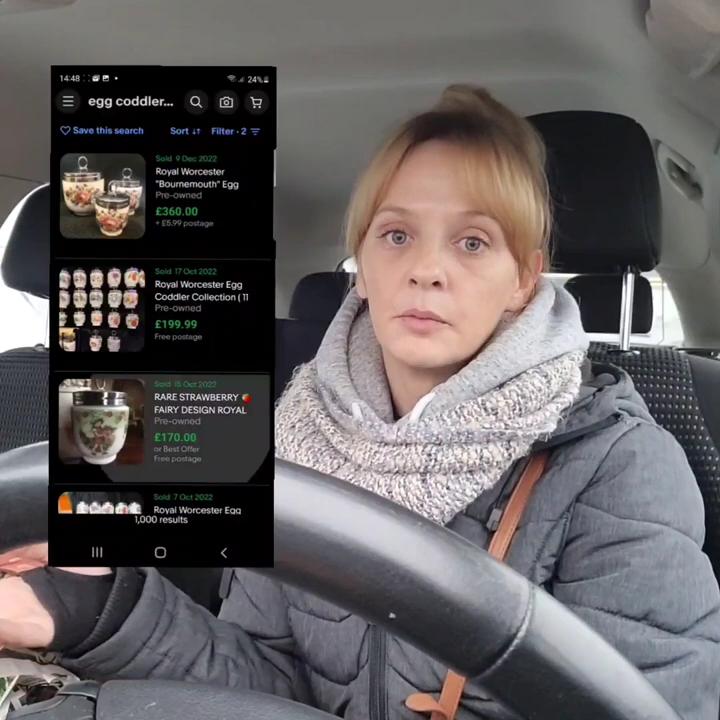 14:48
24%
egg coddler...
Save this search
Sort
Filter • 2
Sold 9 Dec 2022
Royal Worcester
"Bournemouth" Egg
Pre-owned
£360.00
+ £5.99 postage
Sold 17 Oct 2022
Royal Worcester Egg
Coddler Collection ( 11
Pre-owned
£199.99
Free postage
Sold 15 Oct 2022
RARE STRAWBERRY 🍓
FAIRY DESIGN ROYAL
Pre-owned
£170.00
or Best Offer
Free postage
Sold 7 Oct 2022
Royal Worcester Egg
1,000 results